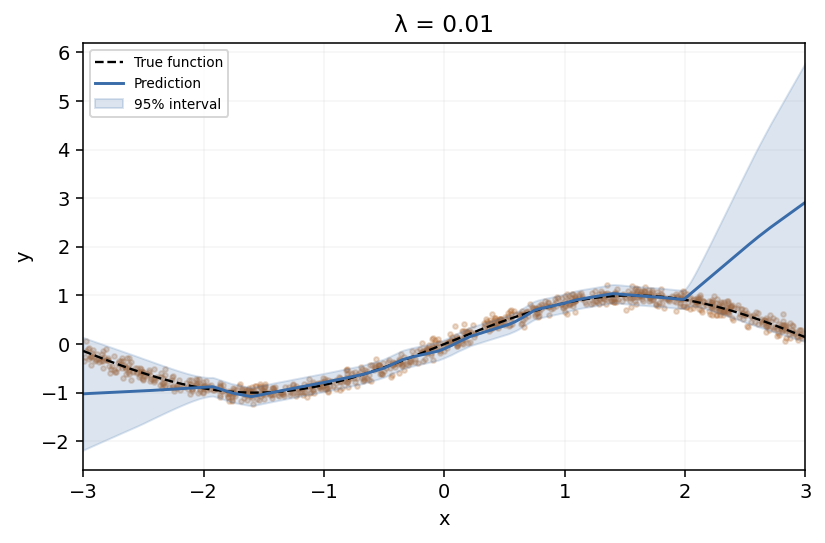 λ = 0.01
True function
Prediction
95% interval
6
5
4
3
2
1
0
−1
−2
y
−3 −2 −1 0 1 2 3
x